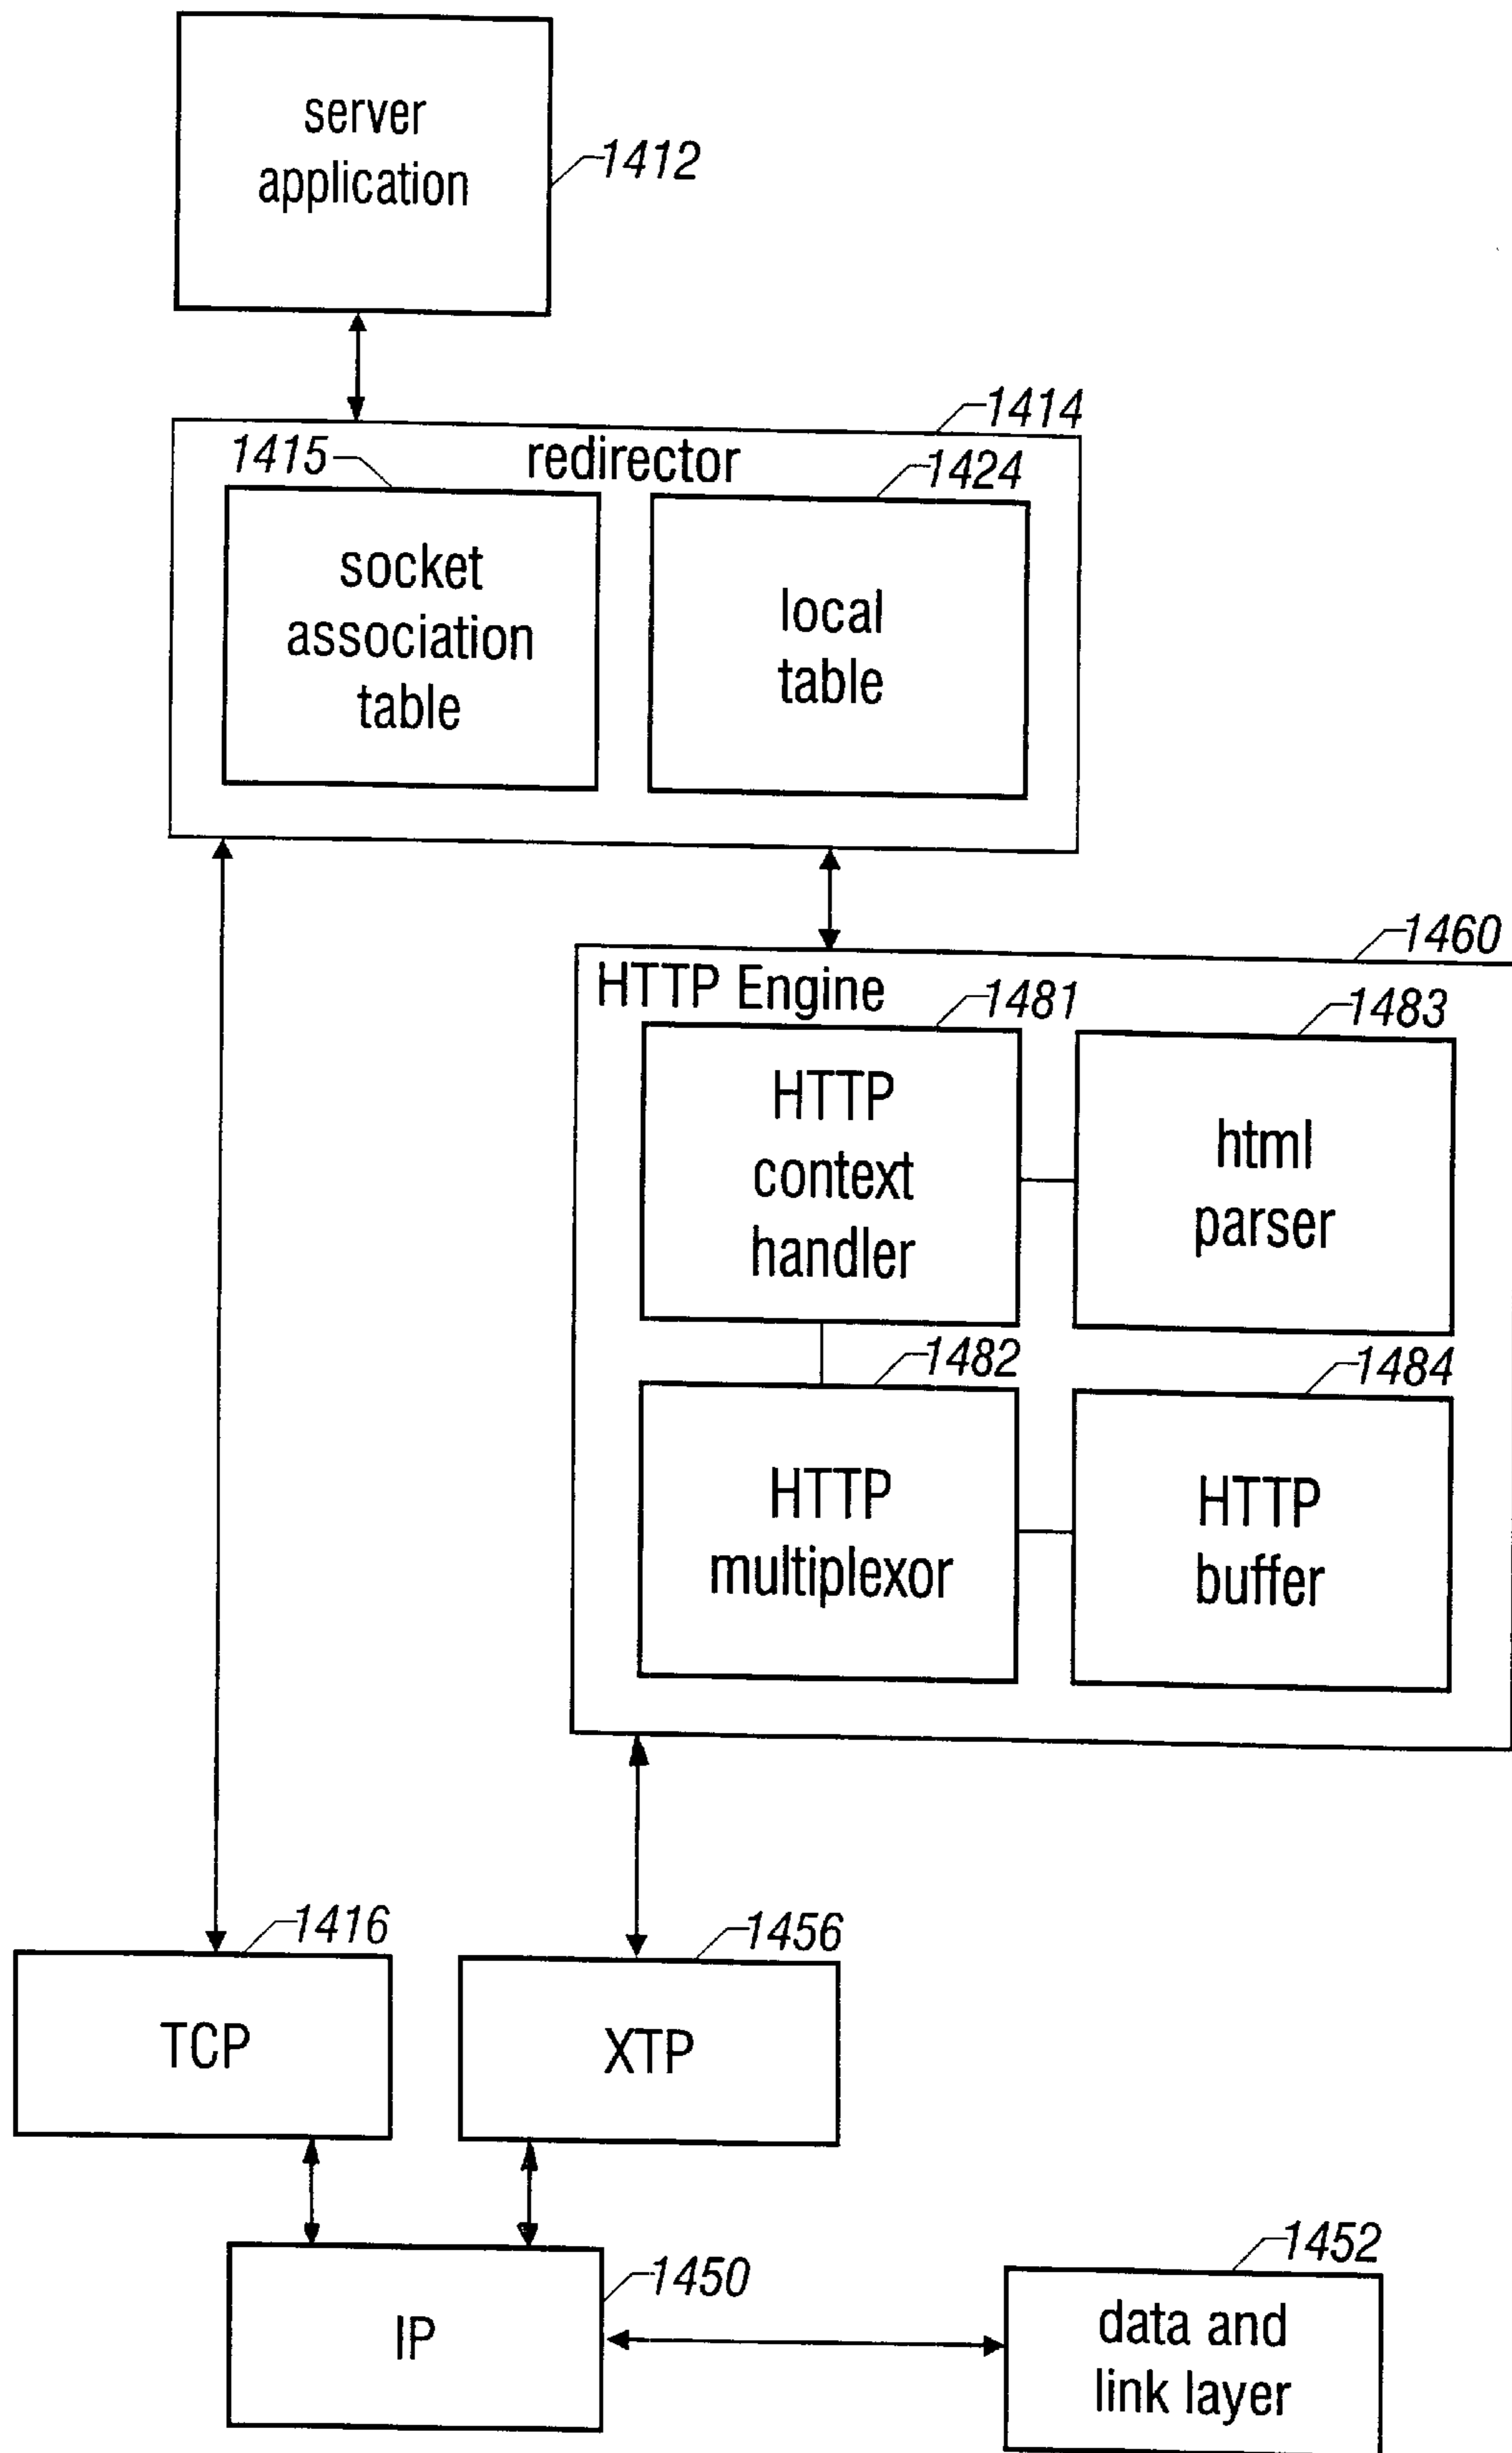 server
application
1412
1414
redirector
1415
1424
socket
association
table
local
table
1460
HTTP Engine
1481
1483
HTTP
context
handler
html
parser
1482
1484
HTTP
multiplexor
HTTP
buffer
1416
1456
TCP
XTP
1450
1452
IP
data and
link layer